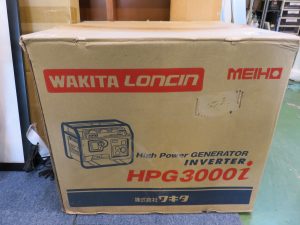 WAKITA LONCIN
MEIHO
High Power GENERATOR
INVERTER
HPG3000i
株式会社ワキタ